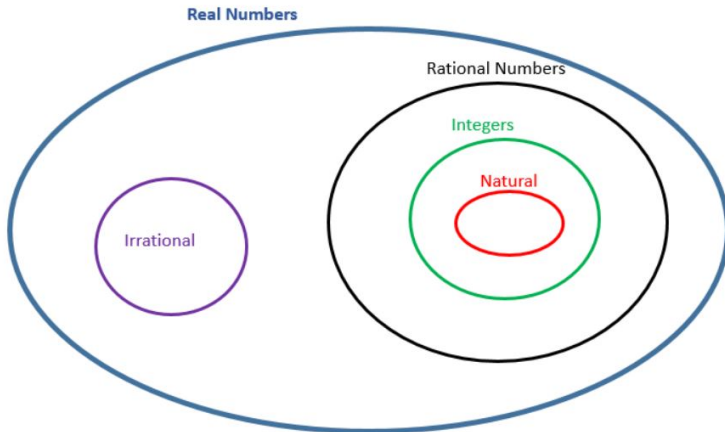 Real Numbers
Rational Numbers
Integers
Natural
Irrational